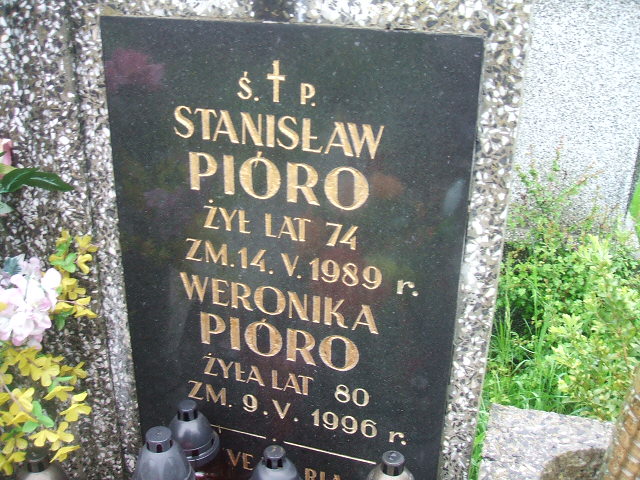 Ś. † P.
STANISŁAW
PIÓRO
ŻYŁ LAT 74
ZM. 14. V. 1989 r.
WERONIKA
PIÓRO
ŻYŁA LAT 80
ZM. 9. V. 1996 r.